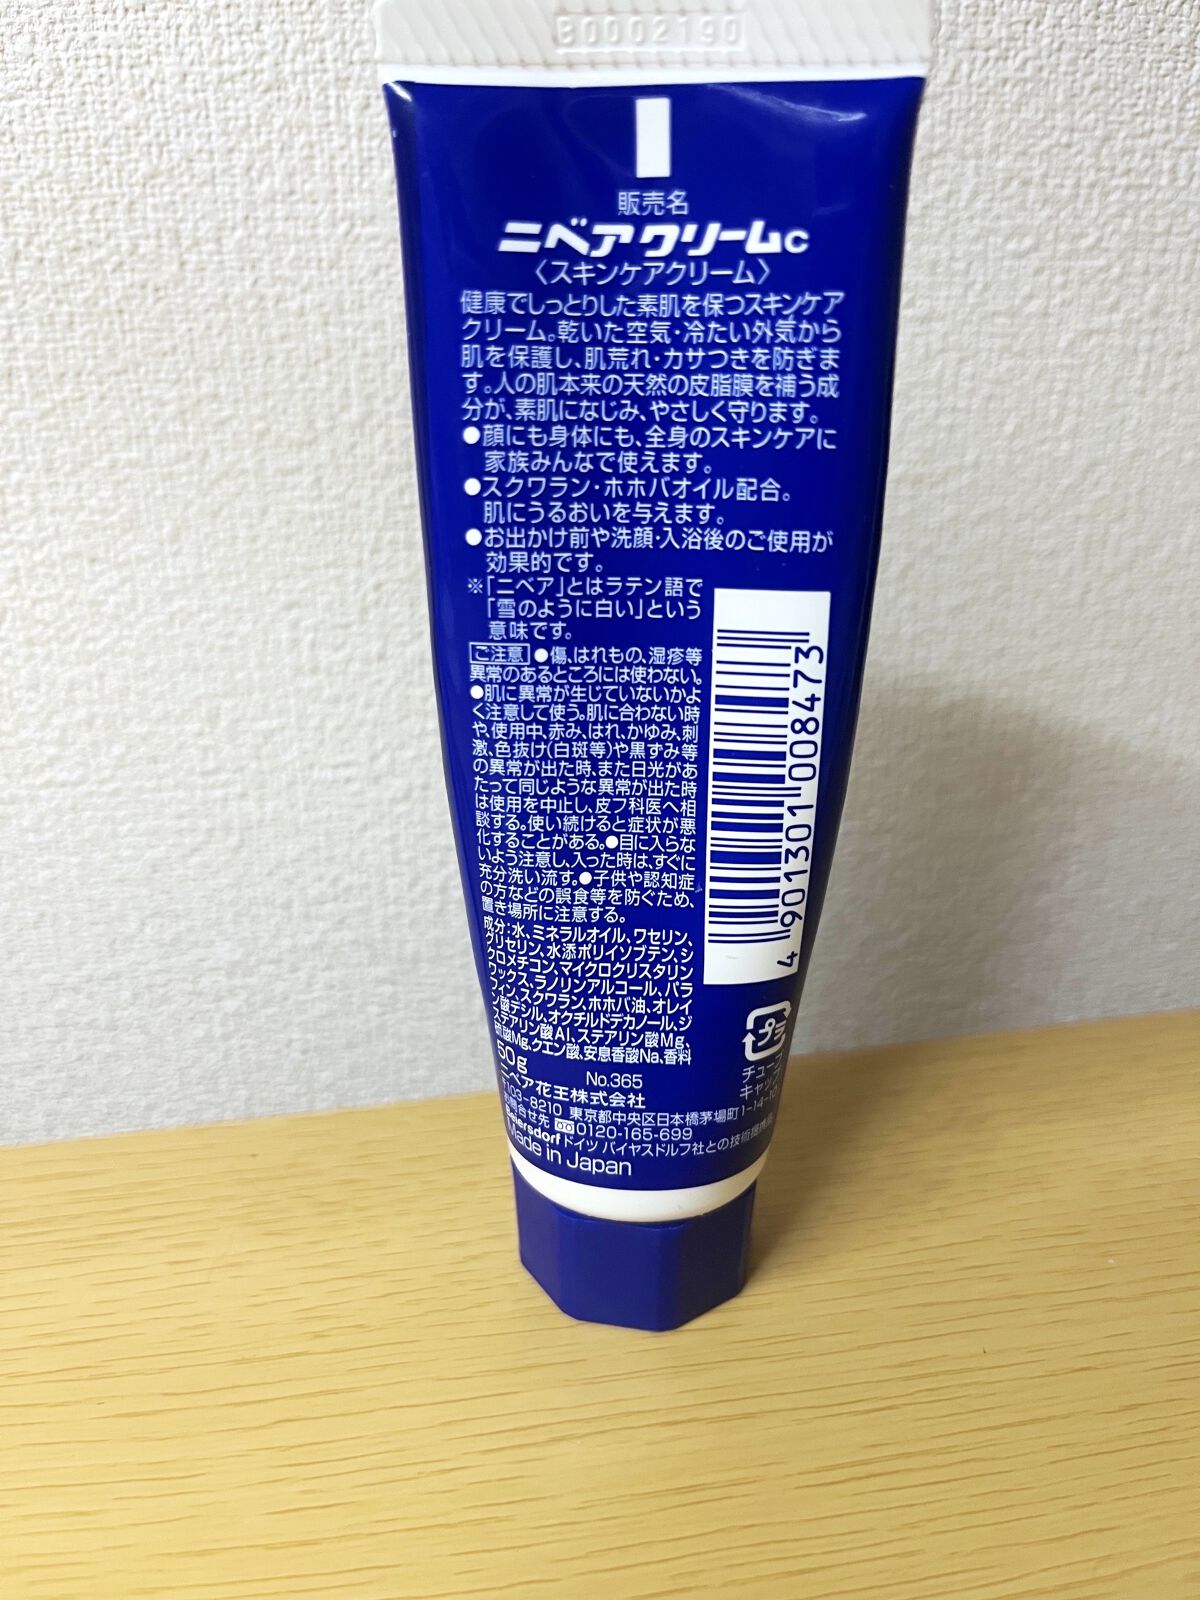 B0002190
販売名
ニベアクリームc
〈スキンケアクリーム〉
健康でしっとりした素肌を保つスキンケア
クリーム。乾いた空気・冷たい外気から
肌を保護し、肌荒れ・カサつきを防ぎま
す。人の肌本来の天然の皮脂膜を補う成
分が、素肌になじみ、やさしく守ります。
●顔にも身体にも、全身のスキンケアに
家族みんなで使えます。
●スクワラン・ホホバオイル配合。
肌にうるおいを与えます。
●お出かけ前や洗顔・入浴後のご使用が
効果的です。
※「ニベア」とはラテン語で
「雪のように白い」という
意味です。
ご注意 ●傷、はれもの、湿疹等
異常のあるところには使わない。
●肌に異常が生じていないかよ
く注意して使う。肌に合わない時
や、使用中、赤み、はれ、かゆみ、刺
激、色抜け(白斑等)や黒ずみ等
の異常が出た時、また日光があ
たって同じような異常が出た時
は使用を中止し、皮フ科医へ相
談する。使い続けると症状が悪
化することがある。●目に入らな
いよう注意し、入った時は、すぐに
充分洗い流す。●子供や認知症
の方などの誤食等を防ぐため、
置き場所に注意する。
成分:水、ミネラルオイル、ワセリン、
グリセリン、水添ポリイソブテン、シ
クロメチコン、マイクロクリスタリン
ワックス、ラノリンアルコール、パラ
フィン、スクワラン、ホホバ油、オレイ
ン酸デシル、オクチルドデカノール、ジ
ステアリン酸Al、ステアリン酸Mg、
硫酸Mg、クエン酸、安息香酸Na、香料
50g No.365
ニベア花王株式会社
〒103-8210 東京都中央区日本橋茅場町1-14-10
お問合せ先 0120-165-699
Beiersdorf ドイツ バイヤスドルフ社との技術提携
Made in Japan
4 901301 008473
プラ
チューブ
キャップ